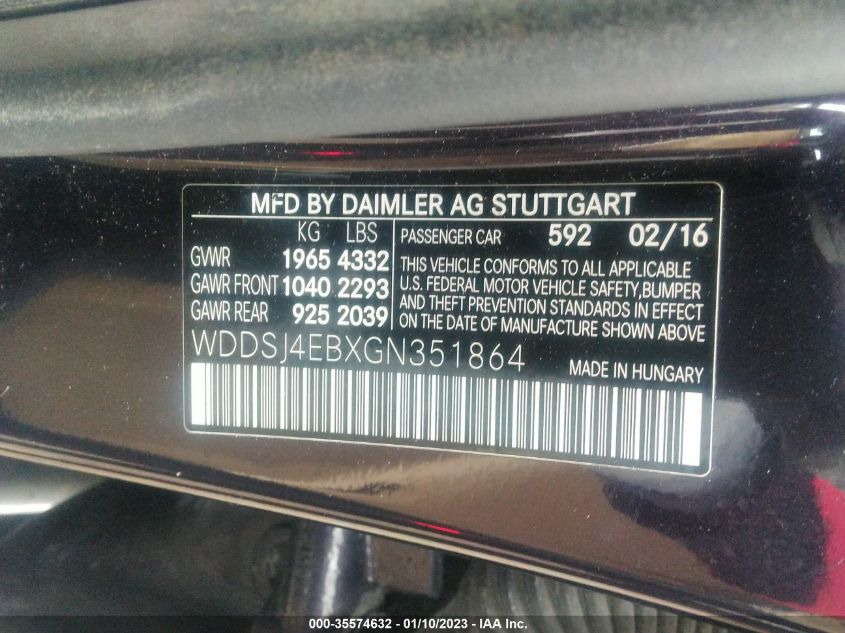 MFD BY DAIMLER AG STUTTGART
KG LBS
GVWR 1965 4332
GAWR FRONT 1040 2293
GAWR REAR 925 2039
PASSENGER CAR 592 02/16
THIS VEHICLE CONFORMS TO ALL APPLICABLE
U.S. FEDERAL MOTOR VEHICLE SAFETY,BUMPER
AND THEFT PREVENTION STANDARDS IN EFFECT
ON THE DATE OF MANUFACTURE SHOWN ABOVE
WDDSJ4EBXGN351864
MADE IN HUNGARY
000-35574632 - 01/10/2023 - © IAA Inc.